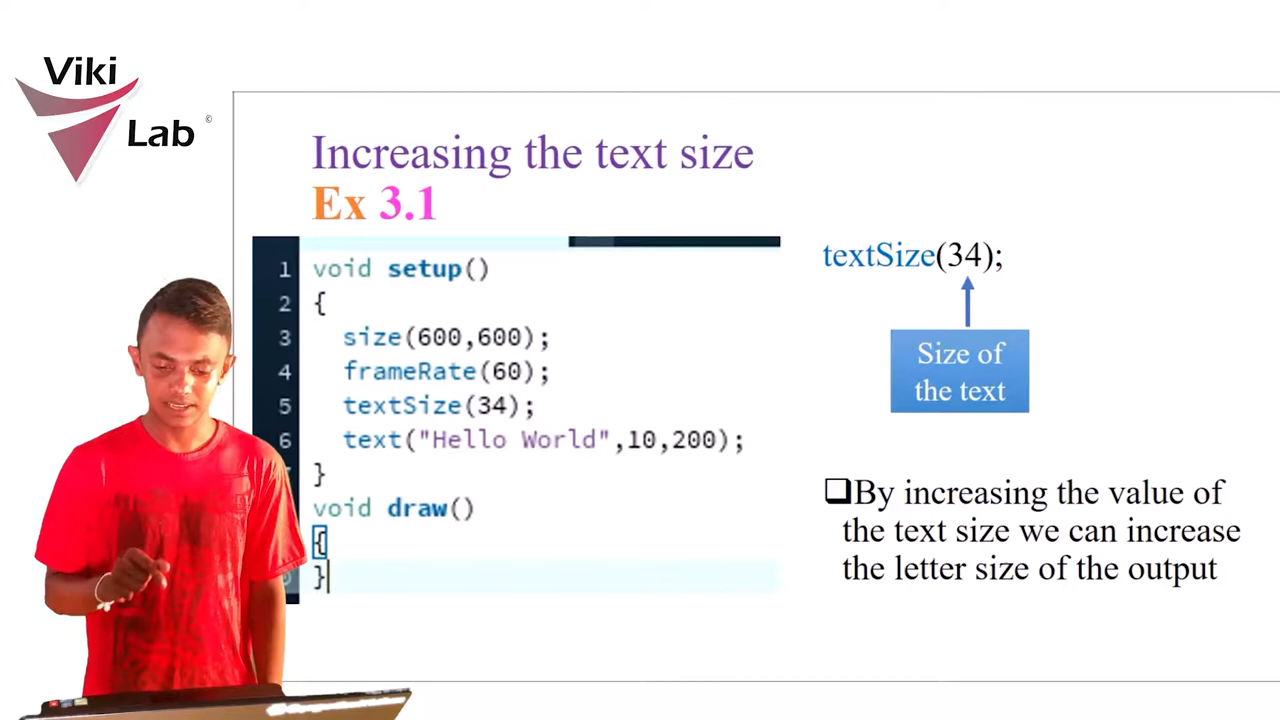 Viki
Lab ©
Increasing the text size
Ex 3.1
1 void setup()
2 {
3 size(600,600);
4 frameRate(60);
5 textSize(34);
6 text("Hello World",10,200);
}
void draw()
{
}
textSize(34);
Size of
the text
❑By increasing the value of
the text size we can increase
the letter size of the output